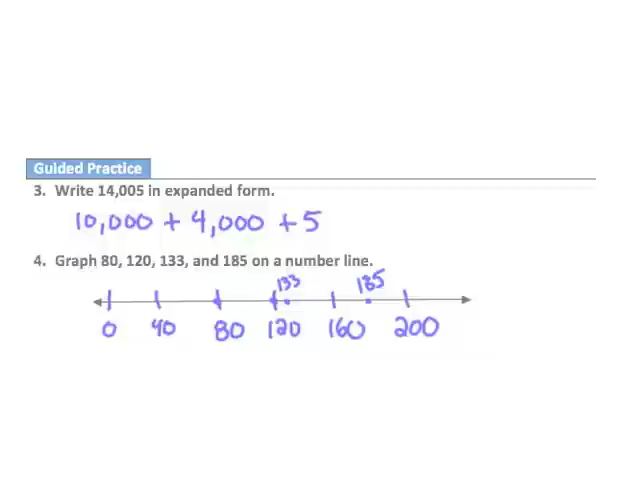 Guided Practice
3. Write 14,005 in expanded form.
10,000 + 4,000 + 5
4. Graph 80, 120, 133, and 185 on a number line.
133 185
0 40 80 120 160 200